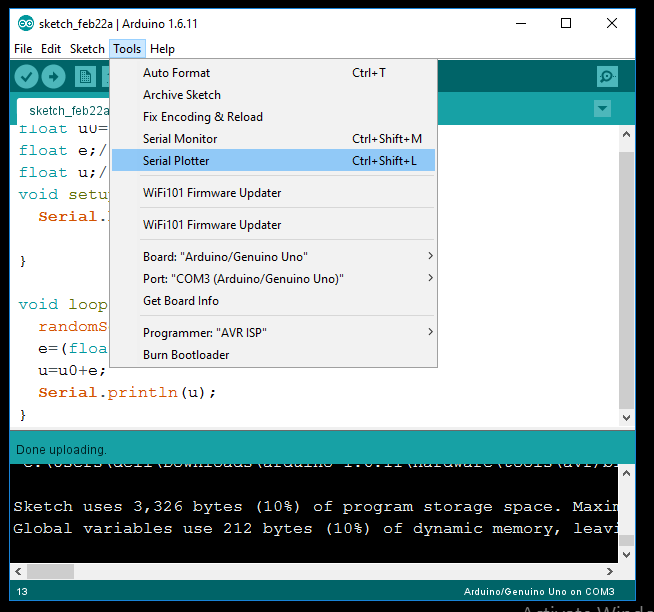 sketch_feb22a | Arduino 1.6.11
File Edit Sketch Tools Help
Auto Format Ctrl+T
Archive Sketch
Fix Encoding & Reload
Serial Monitor Ctrl+Shift+M
Serial Plotter Ctrl+Shift+L
WiFi101 Firmware Updater
WiFi101 Firmware Updater
Board: "Arduino/Genuino Uno"
Port: "COM3 (Arduino/Genuino Uno)"
Get Board Info
Programmer: "AVR ISP"
Burn Bootloader
sketch_feb22a
float u0=
float e;/
float u;/
void setup
Serial.
}
void loop
randomS
e=(floa
u=u0+e;
Serial.println(u);
}
Done uploading.
Sketch uses 3,326 bytes (10%) of program storage space. Maxim
Global variables use 212 bytes (10%) of dynamic memory, leavi
13 Arduino/Genuino Uno on COM3